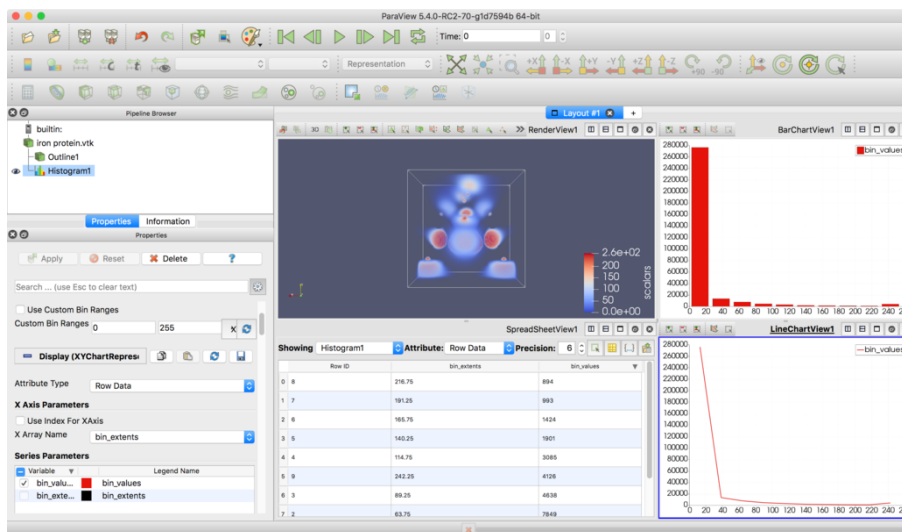 ParaView 5.4.0-RC2-70-g1d7594b 64-bit
Time: 0
0
Representation
+X -X +Y -Y +Z -Z +90 -90
Layout #1 +
Pipeline Browser
builtin:
iron protein.vtk
Outline1
Histogram1
Properties Information
Properties
Apply Reset Delete ?
Search ... (use Esc to clear text)
Use Custom Bin Ranges
Custom Bin Ranges 0 255
Display (XYChartRepres
Attribute Type Row Data
X Axis Parameters
Use Index For XAxis
X Array Name bin_extents
Series Parameters
Variable Legend Name
bin_valu... bin_values
bin_exte... bin_extents
3D RenderView1
2.6e+02
200
150
100
50
0.0e+00
scalars
SpreadSheetView1
Showing Histogram1 Attribute: Row Data Precision: 6
Row ID bin_extents bin_values
0 8 216.75 894
1 7 191.25 993
2 6 165.75 1424
3 5 140.25 1901
4 4 114.75 3085
5 9 242.25 4126
6 3 89.25 4638
7 2 63.75 7849
BarChartView1
bin_values
280000
260000
240000
220000
200000
180000
160000
140000
120000
100000
80000
60000
40000
20000
0
0 20 40 60 80 100 120 140 160 180 200 220 240
LineChartView1
bin_values
280000
260000
240000
220000
200000
180000
160000
140000
120000
100000
80000
60000
40000
20000
0
0 20 40 60 80 100 120 140 160 180 200 220 240